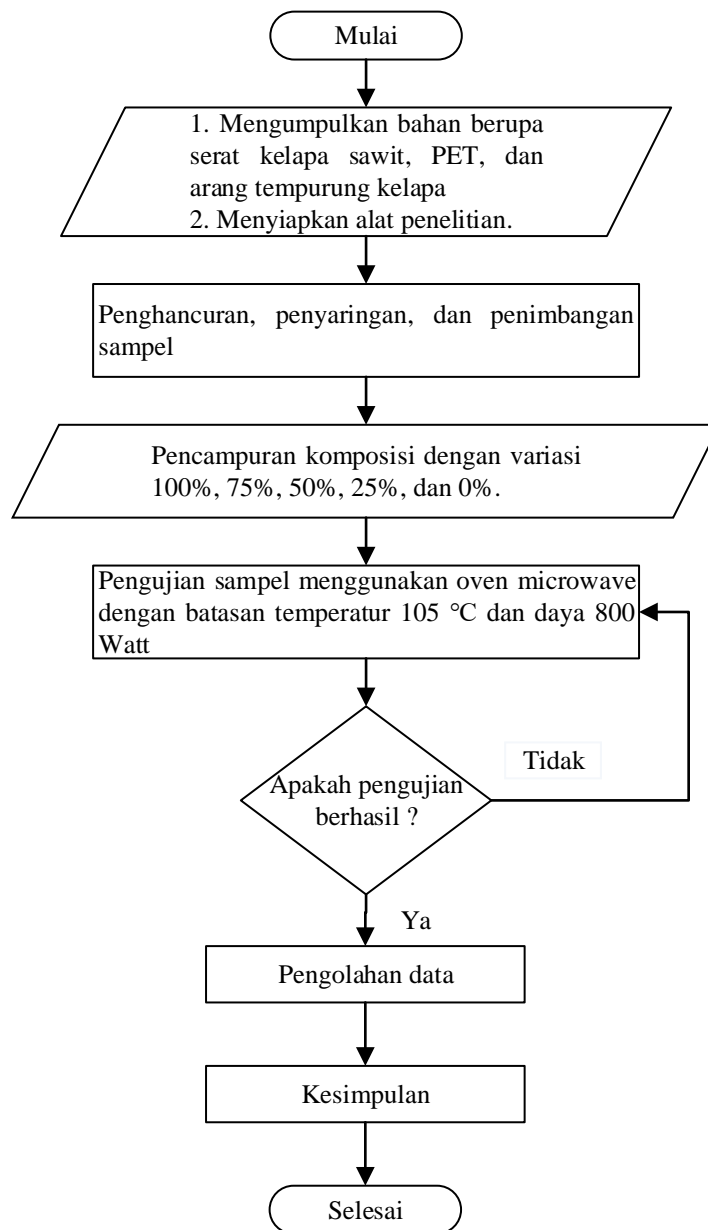 Mulai
1. Mengumpulkan bahan berupa
serat kelapa sawit, PET, dan
arang tempurung kelapa
2. Menyiapkan alat penelitian.
Penghancuran, penyaringan, dan penimbangan
sampel
Pencampuran komposisi dengan variasi
100%, 75%, 50%, 25%, dan 0%.
Pengujian sampel menggunakan oven microwave
dengan batasan temperatur 105 °C dan daya 800
Watt
Tidak
Apakah pengujian
berhasil ?
Ya
Pengolahan data
Kesimpulan
Selesai